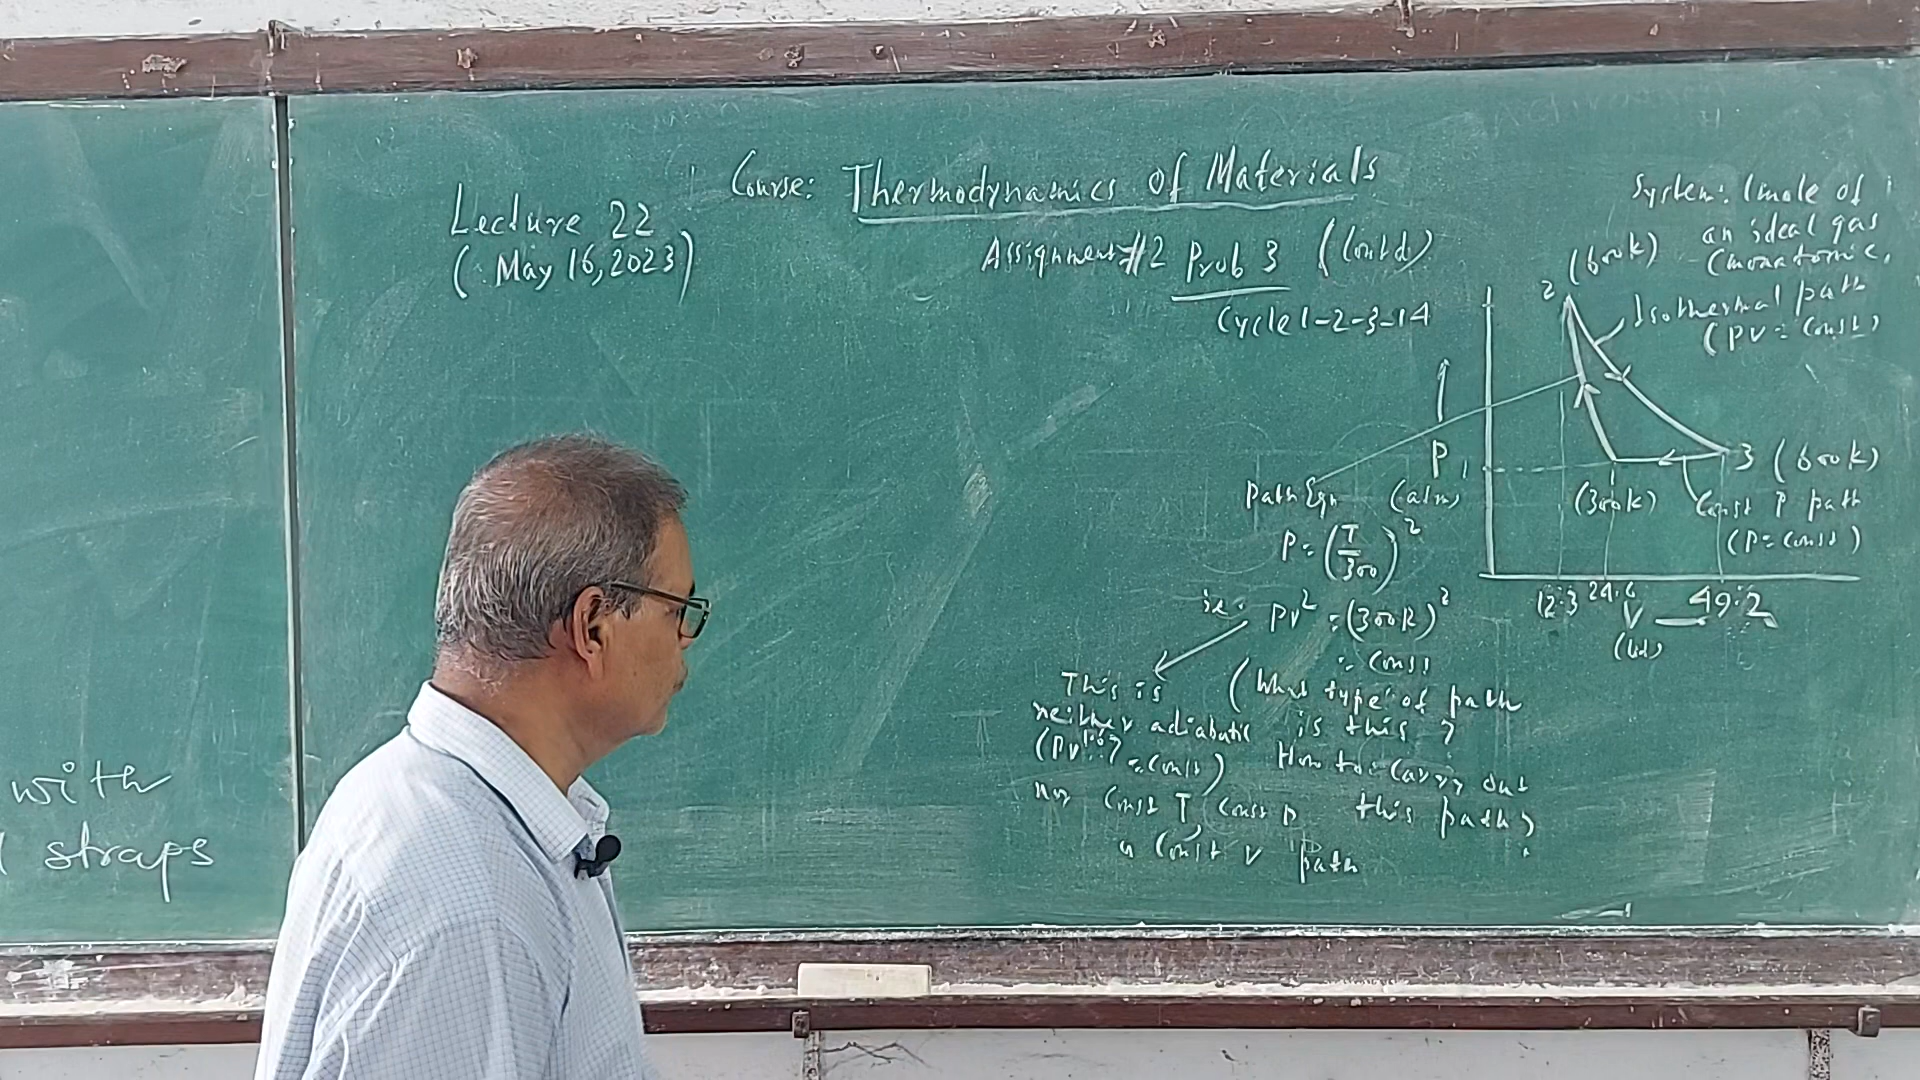 Course: Thermodynamics of Materials
Lecture 22
(May 16, 2023)
Assignment #2 Prob 3 (Contd)
Cycle 1-2-3-1
System: 1 mole of
an ideal gas
(monatomic,
2 (600K)
Isothermal path
(PV = Const)
P
(atm)
1
3 (600K)
(300K)
Const P path
(P = Const)
12.3 24.6 49.2
V
(lit)
Path Eqn
P = (T/300)²
ie. PV² = (300R)²
= Const
(What type of path
is this?
How to carry out
this path?
This is
neither adiabatic
= Const)
nor Const T, Const P
Const V path
with
straps